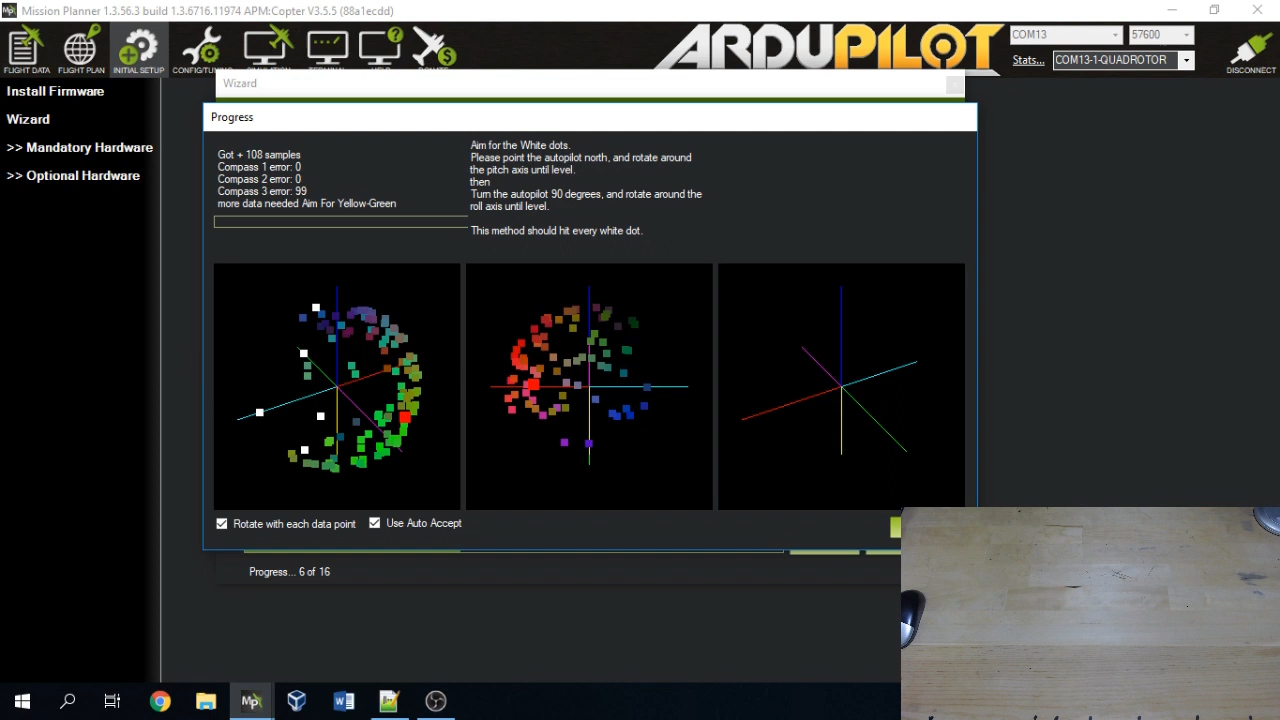 Mission Planner 1.3.56.3 build 1.3.6716.11974 APM:Copter V3.5.5 (88a1ecdd)
FLIGHT DATA
FLIGHT PLAN
INITIAL SETUP
CONFIG/TUNING
ARDUPILOT
COM13
57600
Stats...
COM13-1-QUADROTOR
DISCONNECT
Install Firmware
Wizard
>> Mandatory Hardware
>> Optional Hardware
Wizard
Progress
Got + 108 samples
Compass 1 error: 0
Compass 2 error: 0
Compass 3 error: 99
more data needed Aim For Yellow-Green
Aim for the White dots.
Please point the autopilot north, and rotate around
the pitch axis until level.
then
Turn the autopilot 90 degrees, and rotate around the
roll axis until level.
This method should hit every white dot.
Rotate with each data point
Use Auto Accept
Progress... 6 of 16